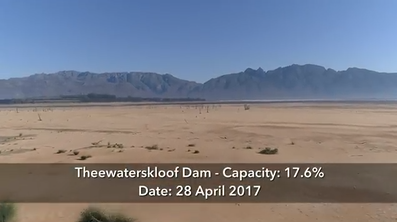 Theewaterskloof Dam - Capacity: 17.6%
Date: 28 April 2017